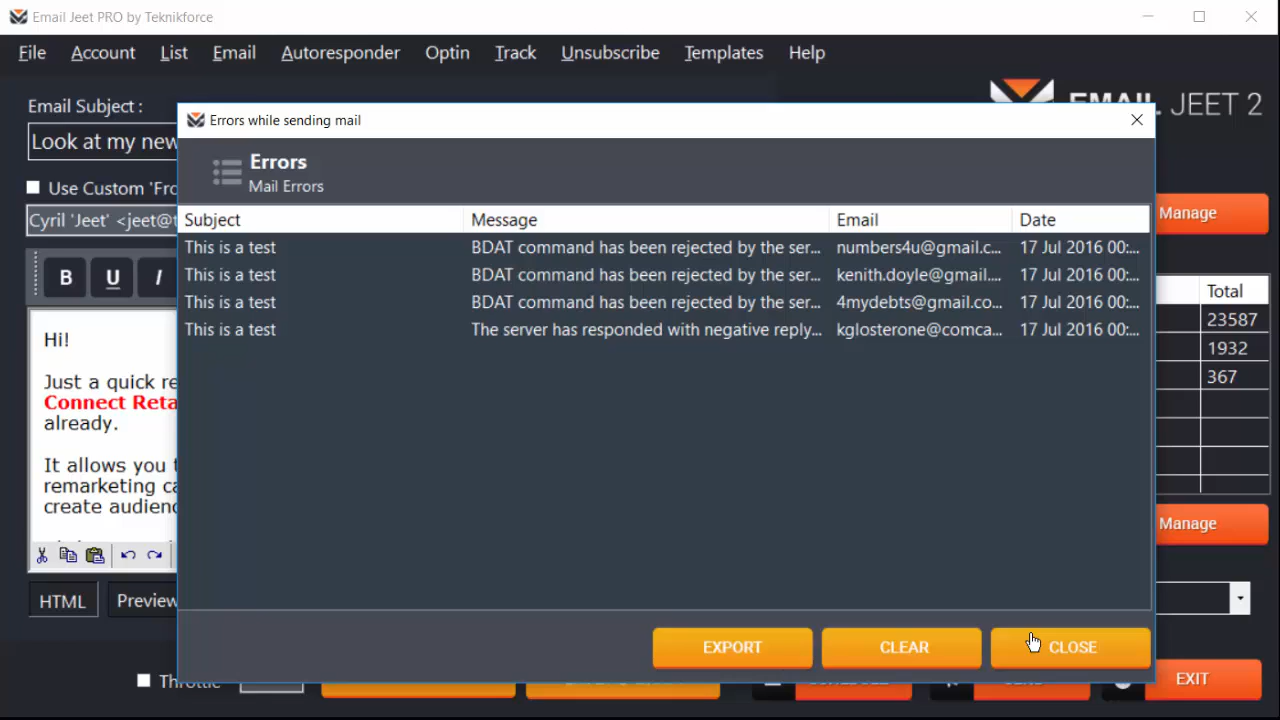 Email Jeet PRO by Teknikforce
File Account List Email Autoresponder Optin Track Unsubscribe Templates Help
Email Subject :
JEET 2
Look at my new
Errors while sending mail
Errors
Mail Errors
Use Custom
Cyril 'Jeet'
Manage
Subject Message Email Date
This is a test BDAT command has been rejected by the ser... numbers4u@gmail.c... 17 Jul 2016 00:...
This is a test BDAT command has been rejected by the ser... kenith.doyle@gmail.... 17 Jul 2016 00:...
This is a test BDAT command has been rejected by the ser... 4mydebts@gmail.co... 17 Jul 2016 00:...
This is a test The server has responded with negative reply... kglosterone@comca... 17 Jul 2016 00:...
B U I
Total
23587
1932
367
Hi!
Just a quick re
Connect Reta
already.
It allows you
remarketing ca
create audienc
Manage
HTML Preview
EXPORT CLEAR CLOSE
Throttle
EXIT